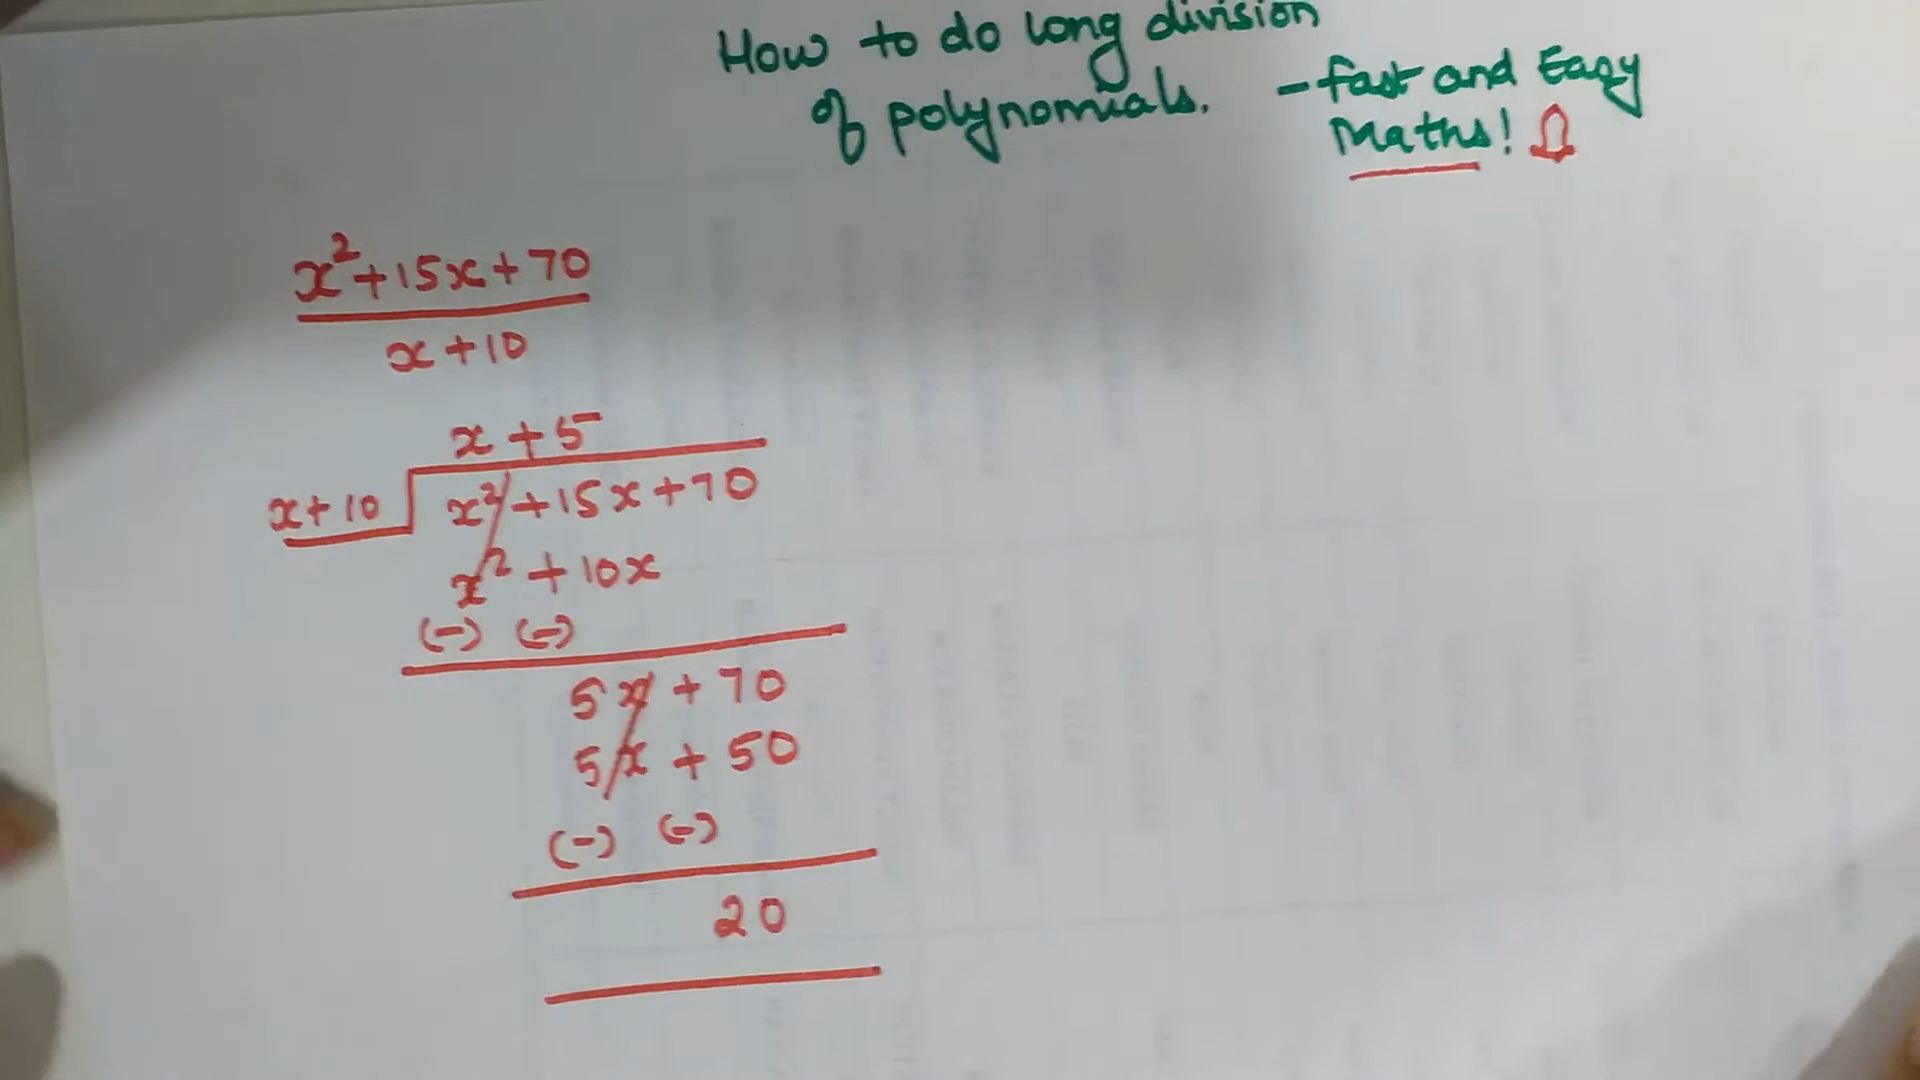 How to do long division
of polynomials.
- Fast and Easy
Maths!
x²+15x+70
x+10
x + 5
x+10 x²+15x+70
x² + 10x
(-) (-)
5x + 70
5x + 50
(-) (-)
20